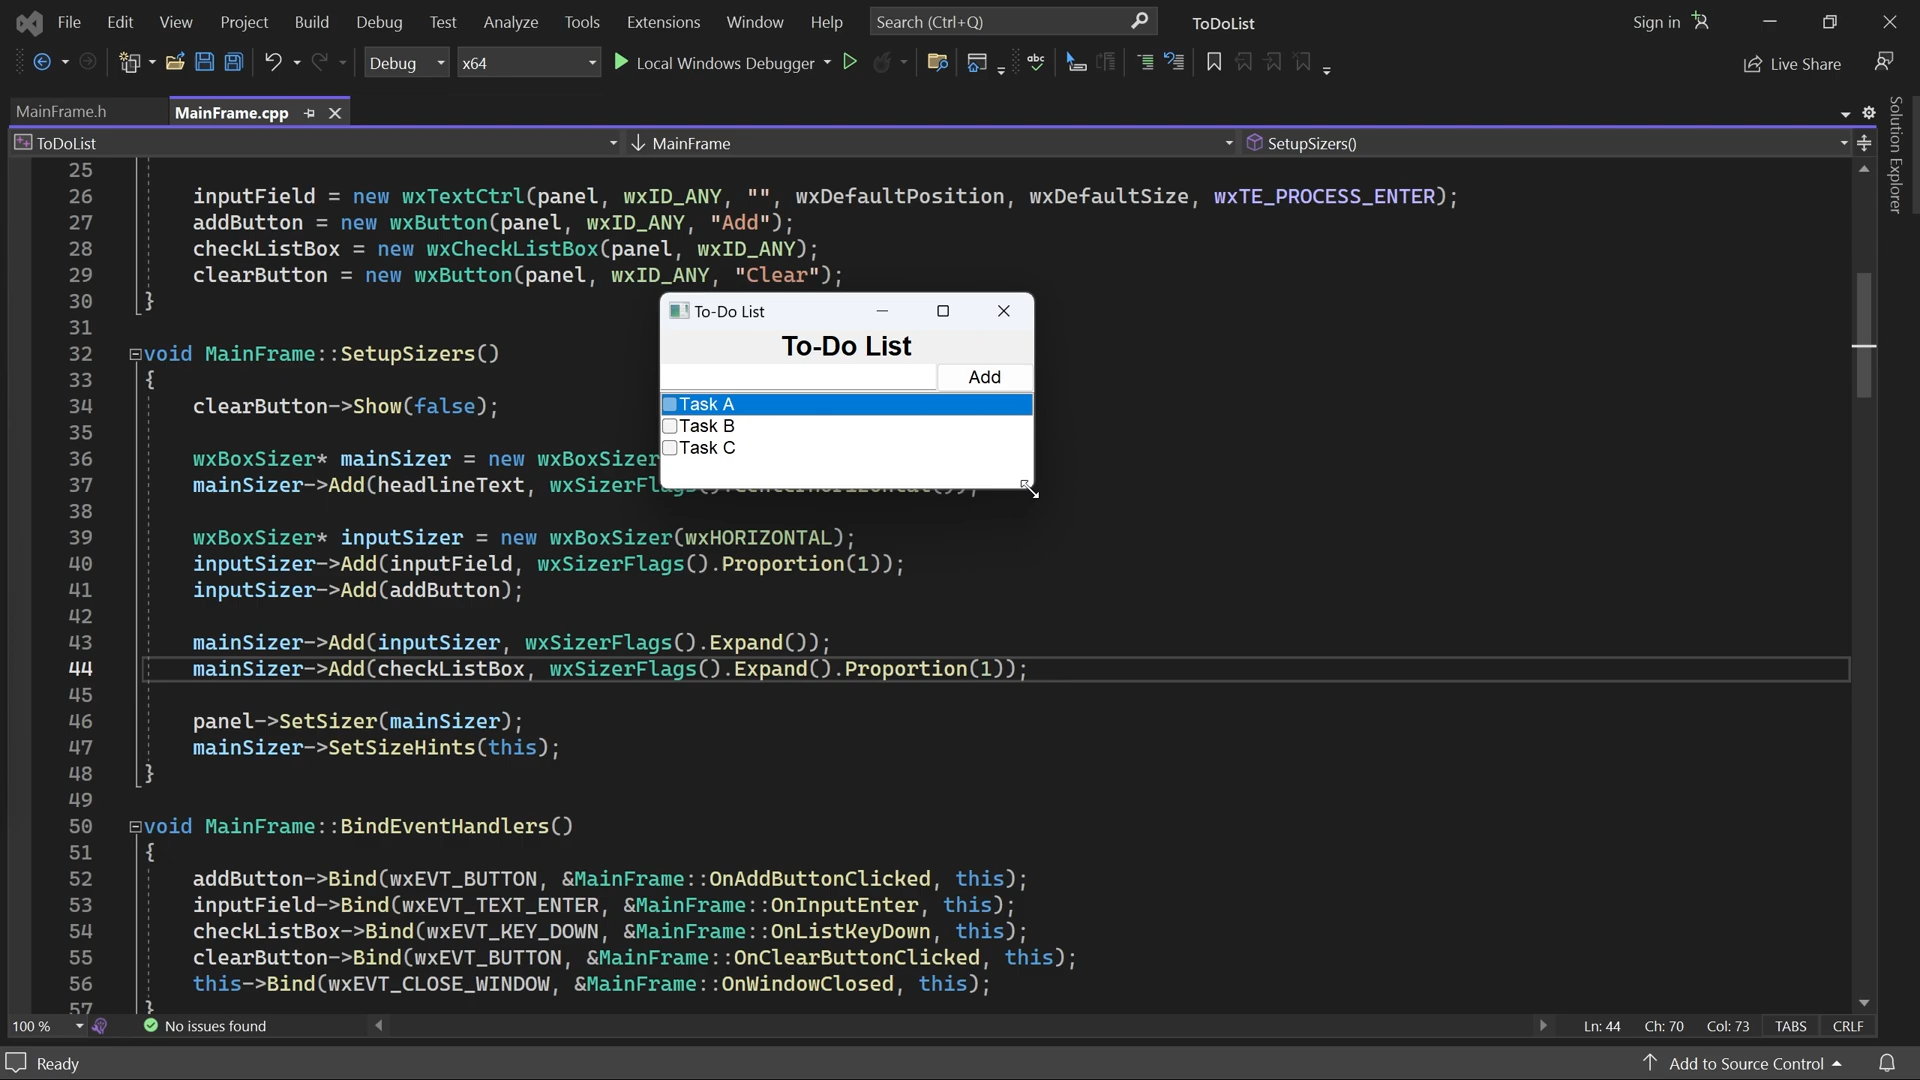 File Edit View Project Build Debug Test Analyze Tools Extensions Window Help Search (Ctrl+Q) ToDoList Sign in
Debug x64 Local Windows Debugger Live Share
MainFrame.h MainFrame.cpp
ToDoList MainFrame SetupSizers()
Solution Explorer
25
26 inputField = new wxTextCtrl(panel, wxID_ANY, "", wxDefaultPosition, wxDefaultSize, wxTE_PROCESS_ENTER);
27 addButton = new wxButton(panel, wxID_ANY, "Add");
28 checkListBox = new wxCheckListBox(panel, wxID_ANY);
29 clearButton = new wxButton(panel, wxID_ANY, "Clear");
30 }
31
32 void MainFrame::SetupSizers()
33 {
34 clearButton->Show(false);
35
36 wxBoxSizer* mainSizer = new wxBoxSizer
37 mainSizer->Add(headlineText,
38
39 wxBoxSizer* inputSizer = new wxBoxSizer(wxHORIZONTAL);
40 inputSizer->Add(inputField, wxSizerFlags().Proportion(1));
41 inputSizer->Add(addButton);
42
43 mainSizer->Add(inputSizer, wxSizerFlags().Expand());
44 mainSizer->Add(checkListBox, wxSizerFlags().Expand().Proportion(1));
45
46 panel->SetSizer(mainSizer);
47 mainSizer->SetSizeHints(this);
48 }
49
50 void MainFrame::BindEventHandlers()
51 {
52 addButton->Bind(wxEVT_BUTTON, &MainFrame::OnAddButtonClicked, this);
53 inputField->Bind(wxEVT_TEXT_ENTER, &MainFrame::OnInputEnter, this);
54 checkListBox->Bind(wxEVT_KEY_DOWN, &MainFrame::OnListKeyDown, this);
55 clearButton->Bind(wxEVT_BUTTON, &MainFrame::OnClearButtonClicked, this);
56 this->Bind(wxEVT_CLOSE_WINDOW, &MainFrame::OnWindowClosed, this);
57 }
To-Do List
To-Do List
Add
Task A
Task B
Task C
100 % No issues found Ln: 44 Ch: 70 Col: 73 TABS CRLF
Ready Add to Source Control